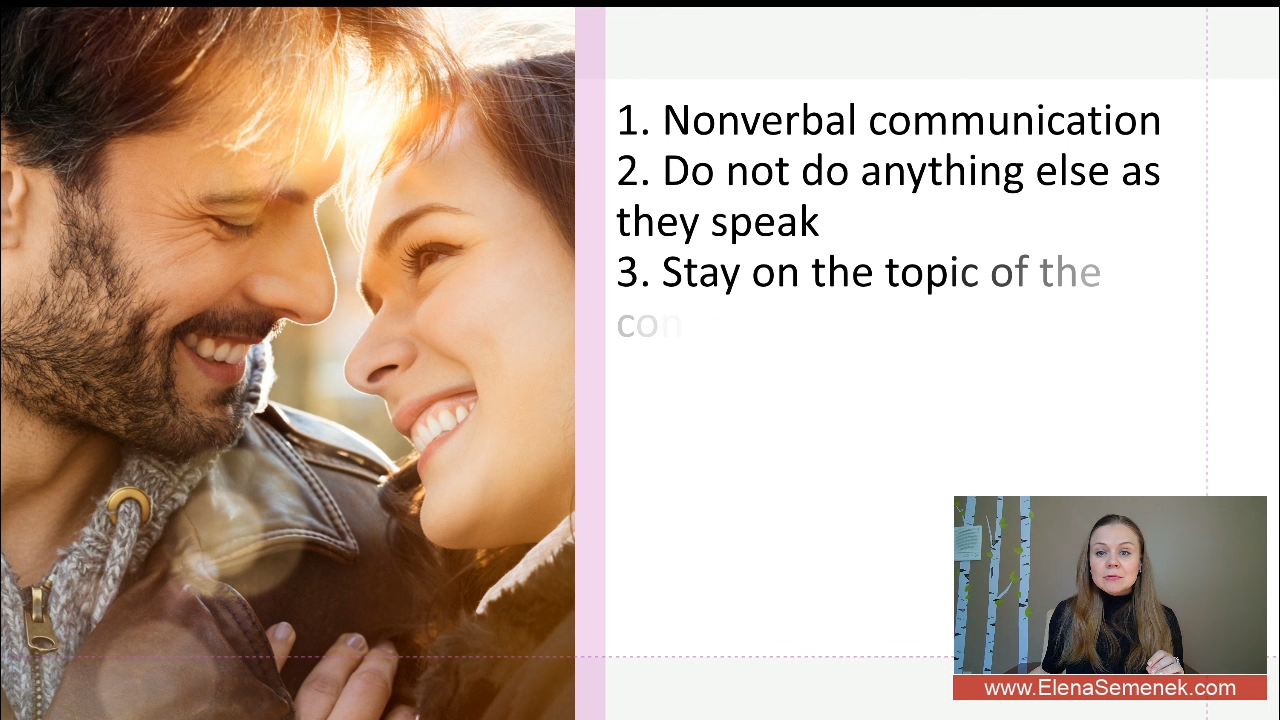 1. Nonverbal communication
2. Do not do anything else as
they speak
3. Stay on the topic of the
con
www.ElenaSemenek.com